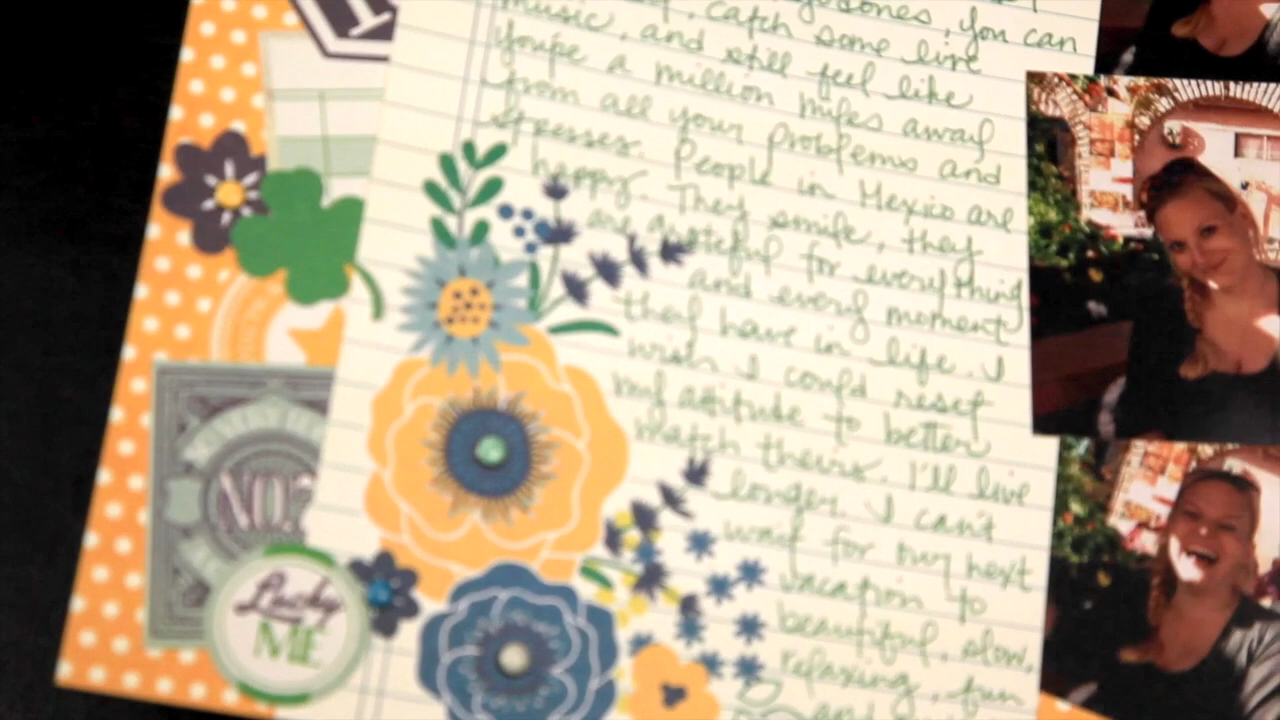 catch some live
music, and still feel like
you're a million miles away
from all your problems and
stresses. People in Mexico are
happy. They smile, they
are grateful for everything
and every moment
they have in life. I
wish I could reset
my attitude to better
match theirs. I'll live
longer. I can't
wait for my next
vacation to
beautiful, slow,
relaxing, fun
and
you can
NO.
Lucky
ME